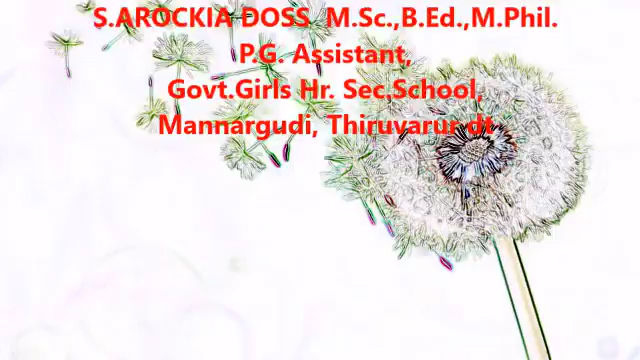 S.AROCKIA DOSS M.Sc.,B.Ed.,M.Phil.
P.G. Assistant,
Govt.Girls Hr. Sec.School,
Mannargudi, Thiruvarur dt